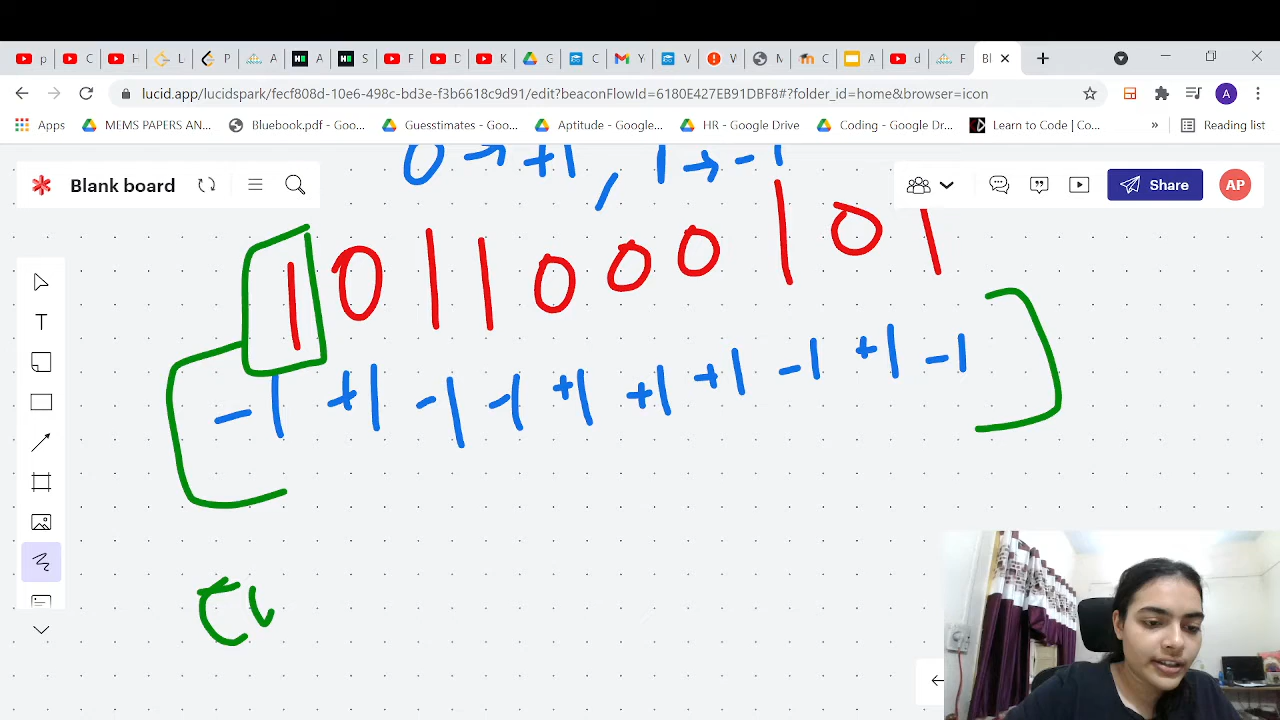 p C H L P A A S F D K G C Y V W M C A d F Bl
lucid.app/lucidspark/fecf808d-10e6-498c-bd3e-f3b6618c9d91/edit?beaconFlowId=6180E427EB91DBF8#?folder_id=home&browser=icon A
Apps MEMS PAPERS AN... Bluebook.pdf - Goo... Guesstimates - Goo... Aptitude - Google... HR - Google Drive Coding - Google Dr... Learn to Code | Co... » Reading list
0 → +1 , 1 → -1
Blank board Share AP
1 0 1 1 0 0 0 1 0 1
-1 +1 -1 -1 +1 +1 +1 -1 +1 -1
T